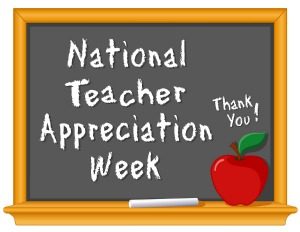 National
Teacher
Appreciation
Week
Thank
You!